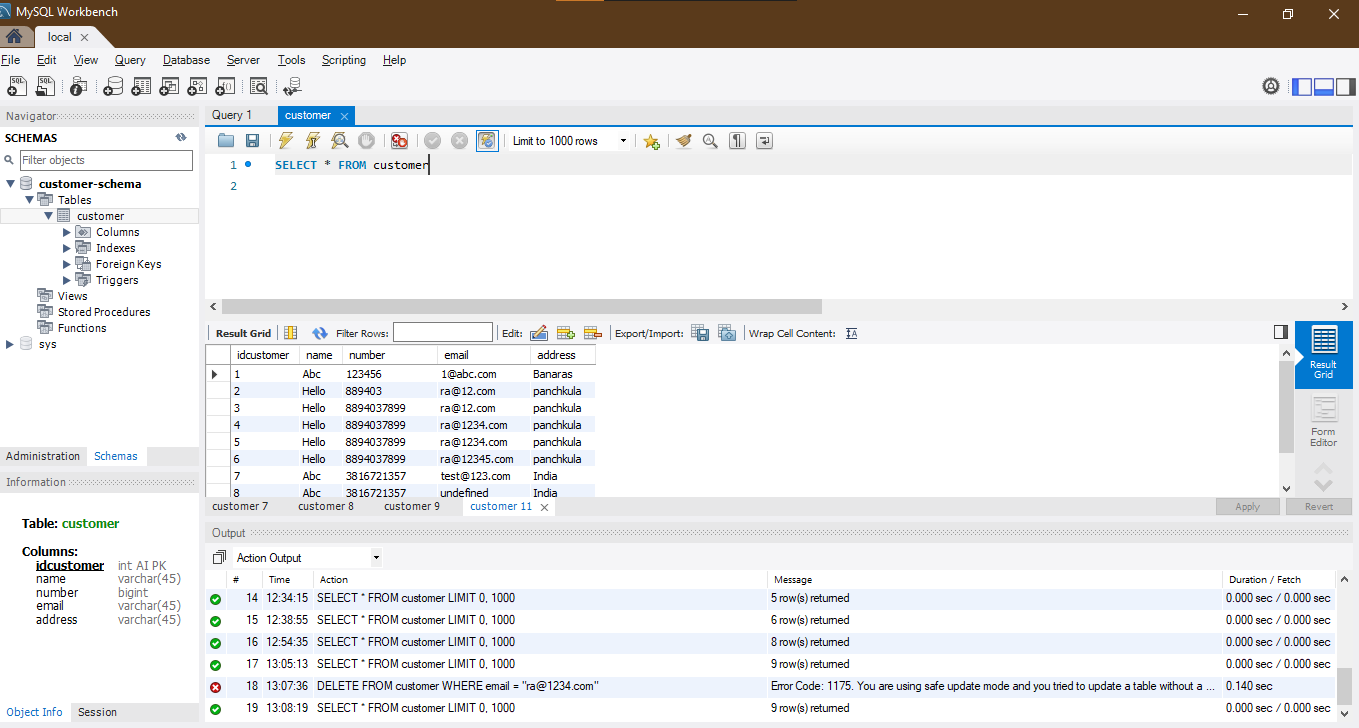 MySQL Workbench
local
File Edit View Query Database Server Tools Scripting Help
Navigator
SCHEMAS
Filter objects
customer-schema
Tables
customer
Columns
Indexes
Foreign Keys
Triggers
Views
Stored Procedures
Functions
sys
Administration Schemas
Information
Table: customer
Columns:
idcustomer int AI PK
name varchar(45)
number bigint
email varchar(45)
address varchar(45)
Object Info Session
Query 1 customer
Limit to 1000 rows
1 SELECT * FROM customer
2
Result Grid Filter Rows: Edit: Export/Import: Wrap Cell Content:
idcustomer name number email address
1 Abc 123456 1@abc.com Banaras
2 Hello 889403 ra@12.com panchkula
3 Hello 8894037899 ra@12.com panchkula
4 Hello 8894037899 ra@1234.com panchkula
5 Hello 8894037899 ra@1234.com panchkula
6 Hello 8894037899 ra@12345.com panchkula
7 Abc 3816721357 test@123.com India
8 Abc 3816721357 undefined India
Result
Grid
Form
Editor
customer 7 customer 8 customer 9 customer 11 Apply Revert
Output
Action Output
# Time Action Message Duration / Fetch
14 12:34:15 SELECT * FROM customer LIMIT 0, 1000 5 row(s) returned 0.000 sec / 0.000 sec
15 12:38:55 SELECT * FROM customer LIMIT 0, 1000 6 row(s) returned 0.000 sec / 0.000 sec
16 12:54:35 SELECT * FROM customer LIMIT 0, 1000 8 row(s) returned 0.000 sec / 0.000 sec
17 13:05:13 SELECT * FROM customer LIMIT 0, 1000 9 row(s) returned 0.000 sec / 0.000 sec
18 13:07:36 DELETE FROM customer WHERE email = "ra@1234.com" Error Code: 1175. You are using safe update mode and you tried to update a table without a ... 0.140 sec
19 13:08:19 SELECT * FROM customer LIMIT 0, 1000 9 row(s) returned 0.000 sec / 0.000 sec